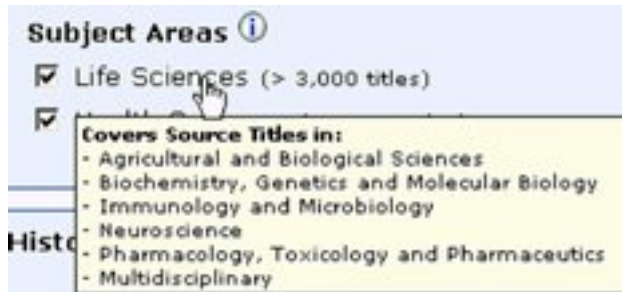 Subject Areas
Life Sciences (> 3,000 titles)
Covers Source Titles in:
- Agricultural and Biological Sciences
- Biochemistry, Genetics and Molecular Biology
- Immunology and Microbiology
- Neuroscience
- Pharmacology, Toxicology and Pharmaceutics
- Multidisciplinary